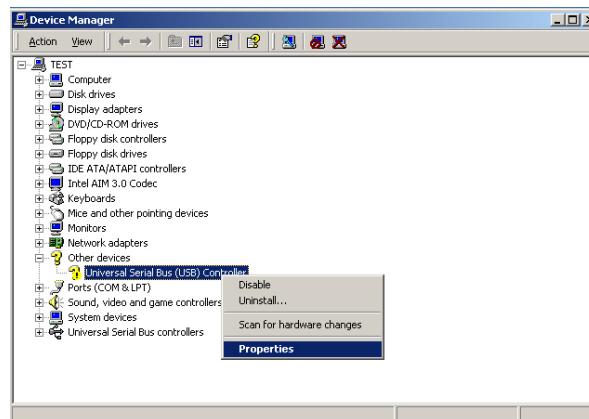 Device Manager
Action View
TEST
Computer
Disk drives
Display adapters
DVD/CD-ROM drives
Floppy disk controllers
Floppy disk drives
IDE ATA/ATAPI controllers
Intel AIM 3.0 Codec
Keyboards
Mice and other pointing devices
Monitors
Network adapters
Other devices
Universal Serial Bus (USB) Controller
Ports (COM & LPT)
Sound, video and game controllers
System devices
Universal Serial Bus controllers
Disable
Uninstall...
Scan for hardware changes
Properties